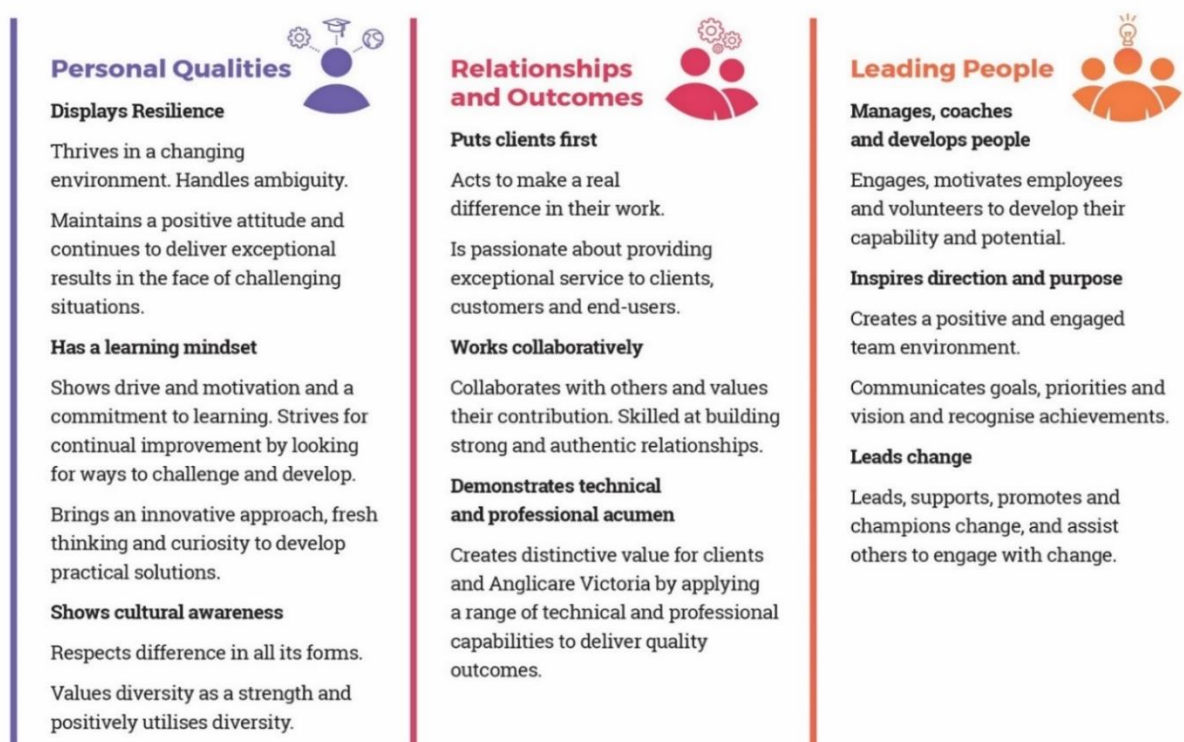 Personal Qualities
Displays Resilience
Thrives in a changing
environment. Handles ambiguity.
Maintains a positive attitude and
continues to deliver exceptional
results in the face of challenging
situations.
Has a learning mindset
Shows drive and motivation and a
commitment to learning. Strives for
continual improvement by looking
for ways to challenge and develop.
Brings an innovative approach, fresh
thinking and curiosity to develop
practical solutions.
Shows cultural awareness
Respects difference in all its forms.
Values diversity as a strength and
positively utilises diversity.
Relationships
and Outcomes
Puts clients first
Acts to make a real
difference in their work.
Is passionate about providing
exceptional service to clients,
customers and end-users.
Works collaboratively
Collaborates with others and values
their contribution. Skilled at building
strong and authentic relationships.
Demonstrates technical
and professional acumen
Creates distinctive value for clients
and Anglicare Victoria by applying
a range of technical and professional
capabilities to deliver quality
outcomes.
Leading People
Manages, coaches
and develops people
Engages, motivates employees
and volunteers to develop their
capability and potential.
Inspires direction and purpose
Creates a positive and engaged
team environment.
Communicates goals, priorities and
vision and recognise achievements.
Leads change
Leads, supports, promotes and
champions change, and assist
others to engage with change.